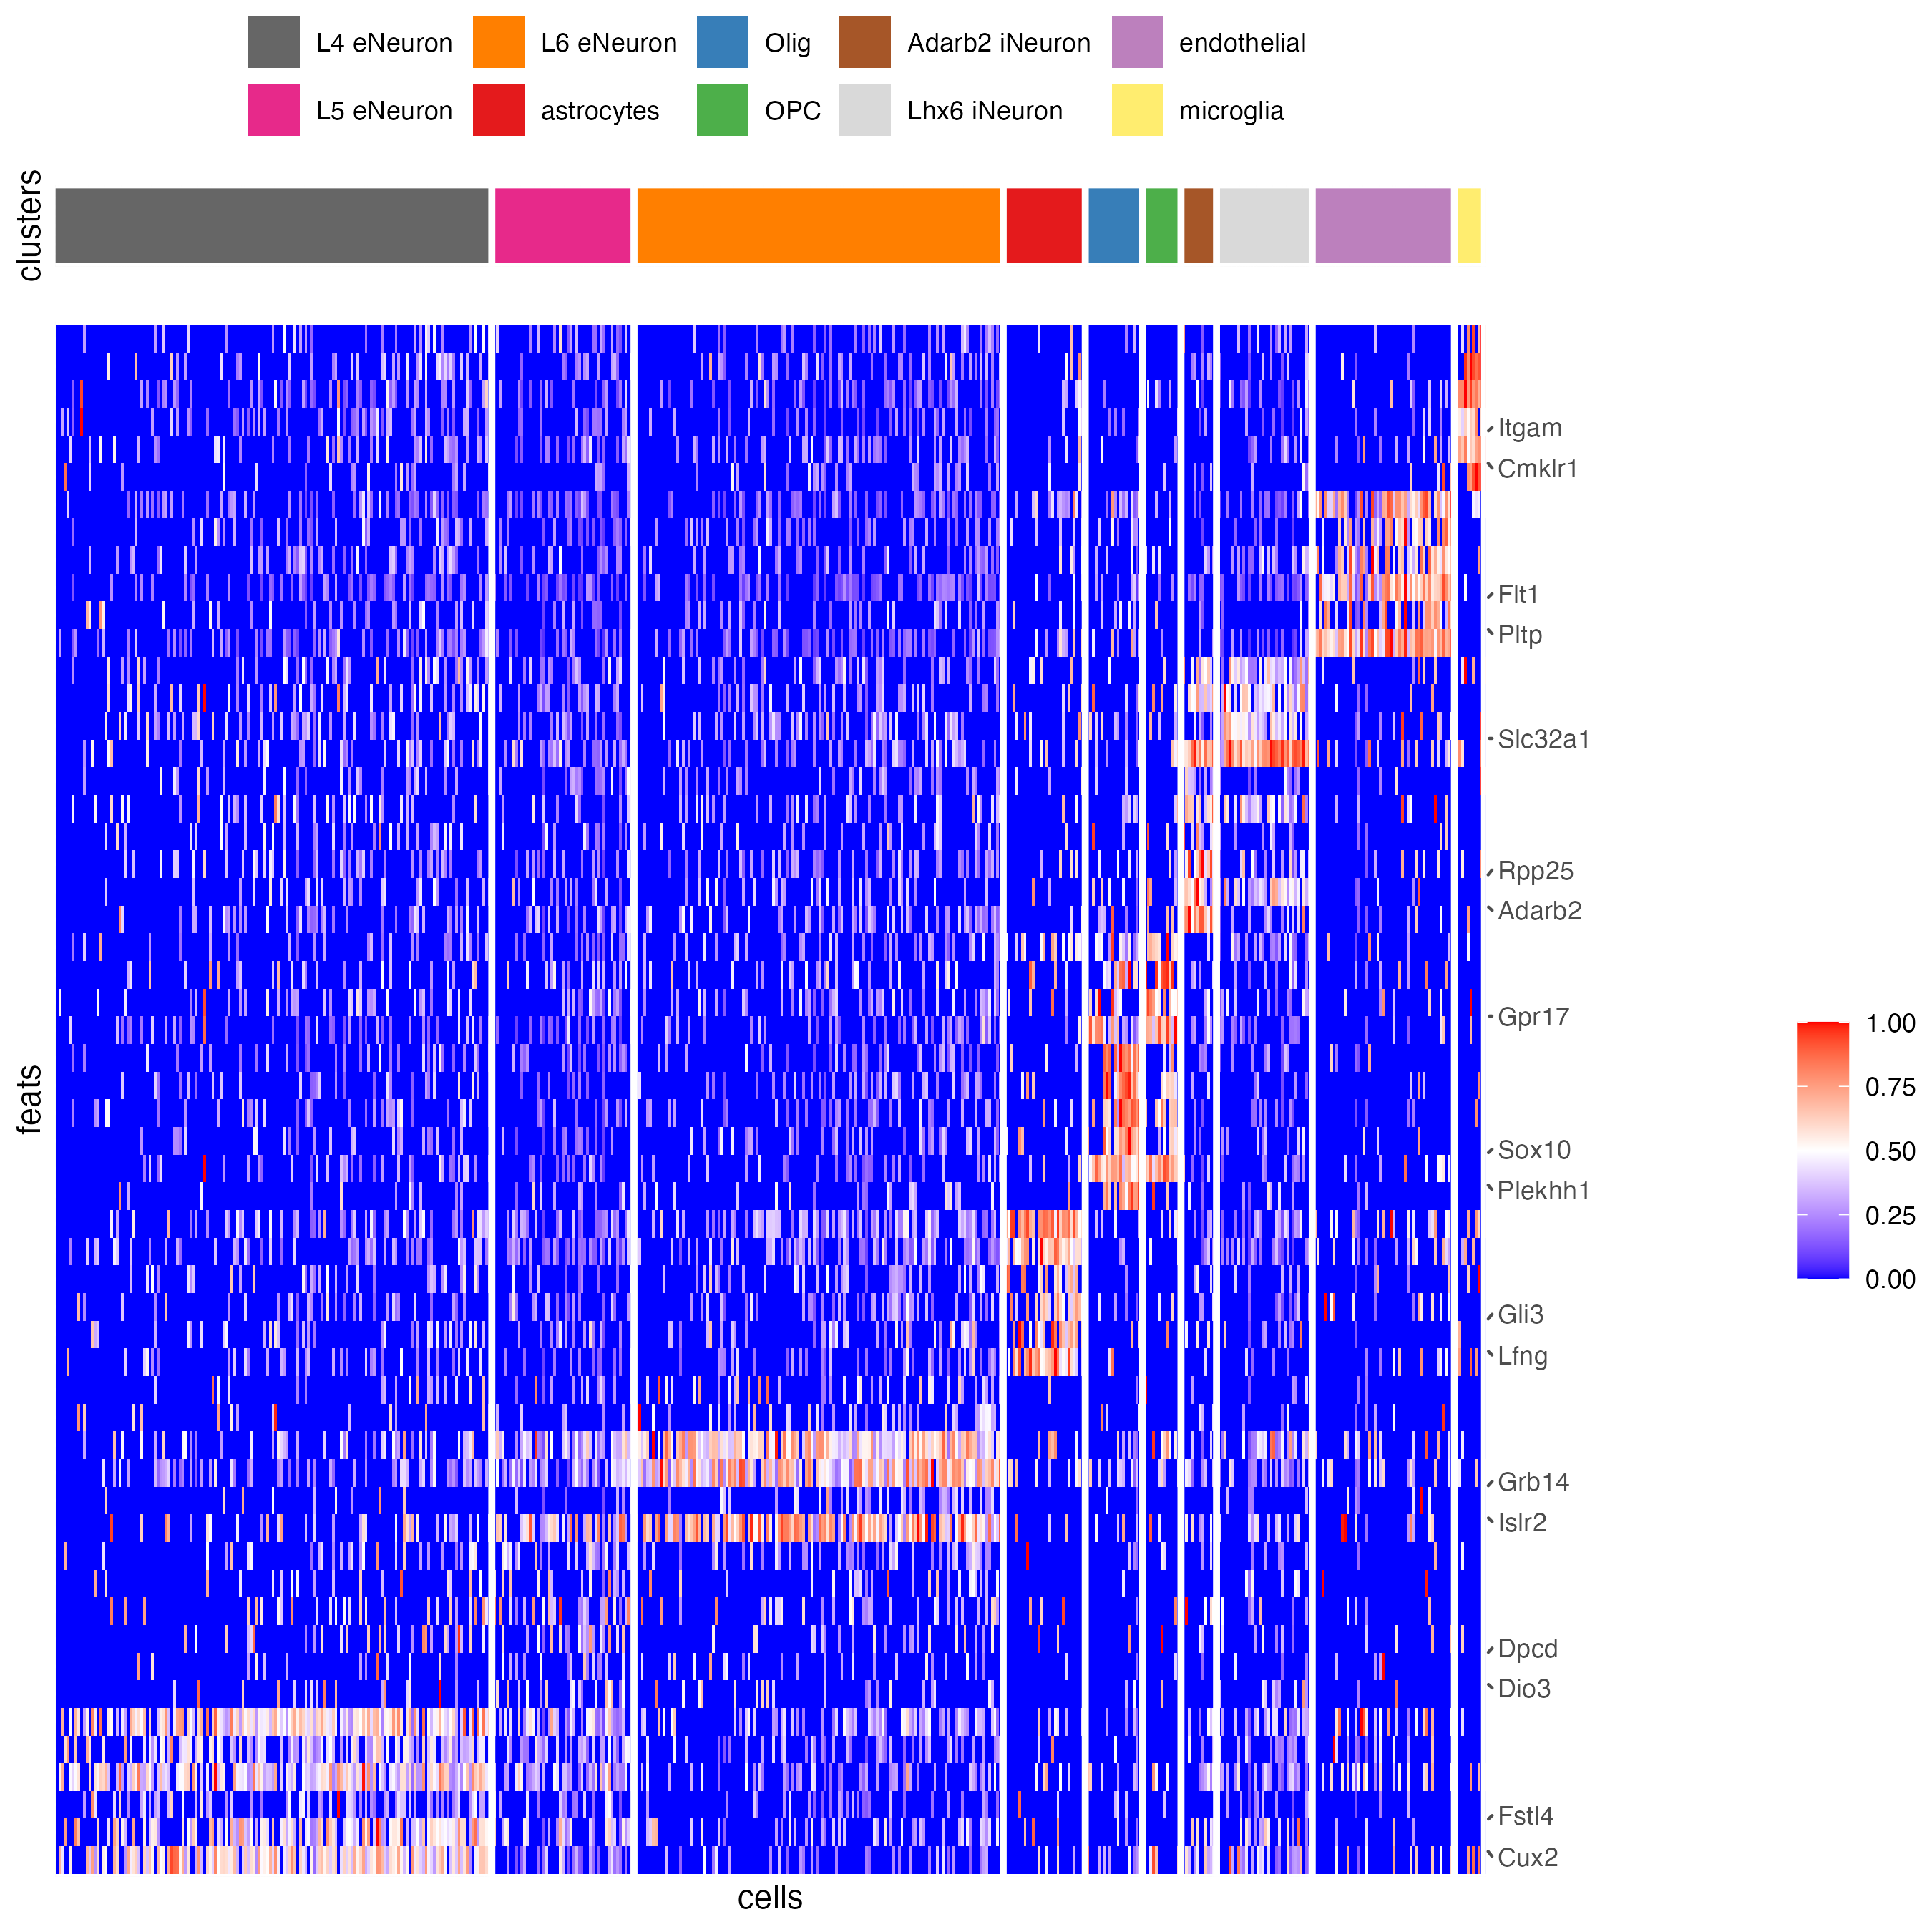 L4 eNeuron L6 eNeuron Olig Adarb2 iNeuron endothelial
L5 eNeuron astrocytes OPC Lhx6 iNeuron microglia
clusters
Itgam
Cmklr1
Flt1
Pltp
Slc32a1
Rpp25
Adarb2
Gpr17
Sox10
Plekhh1
Gli3
Lfng
Grb14
Islr2
Dpcd
Dio3
Fstl4
Cux2
feats
cells
1.00
0.75
0.50
0.25
0.00